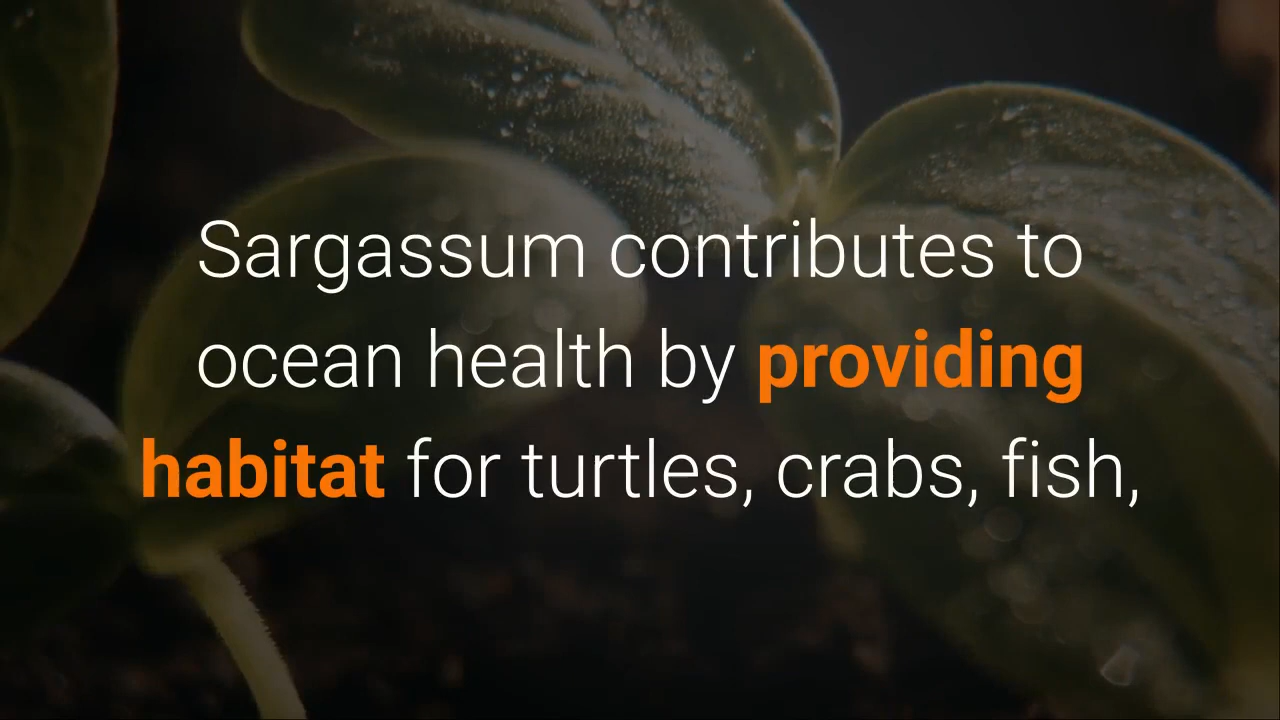 Sargassum contributes to
ocean health by providing
habitat for turtles, crabs, fish,